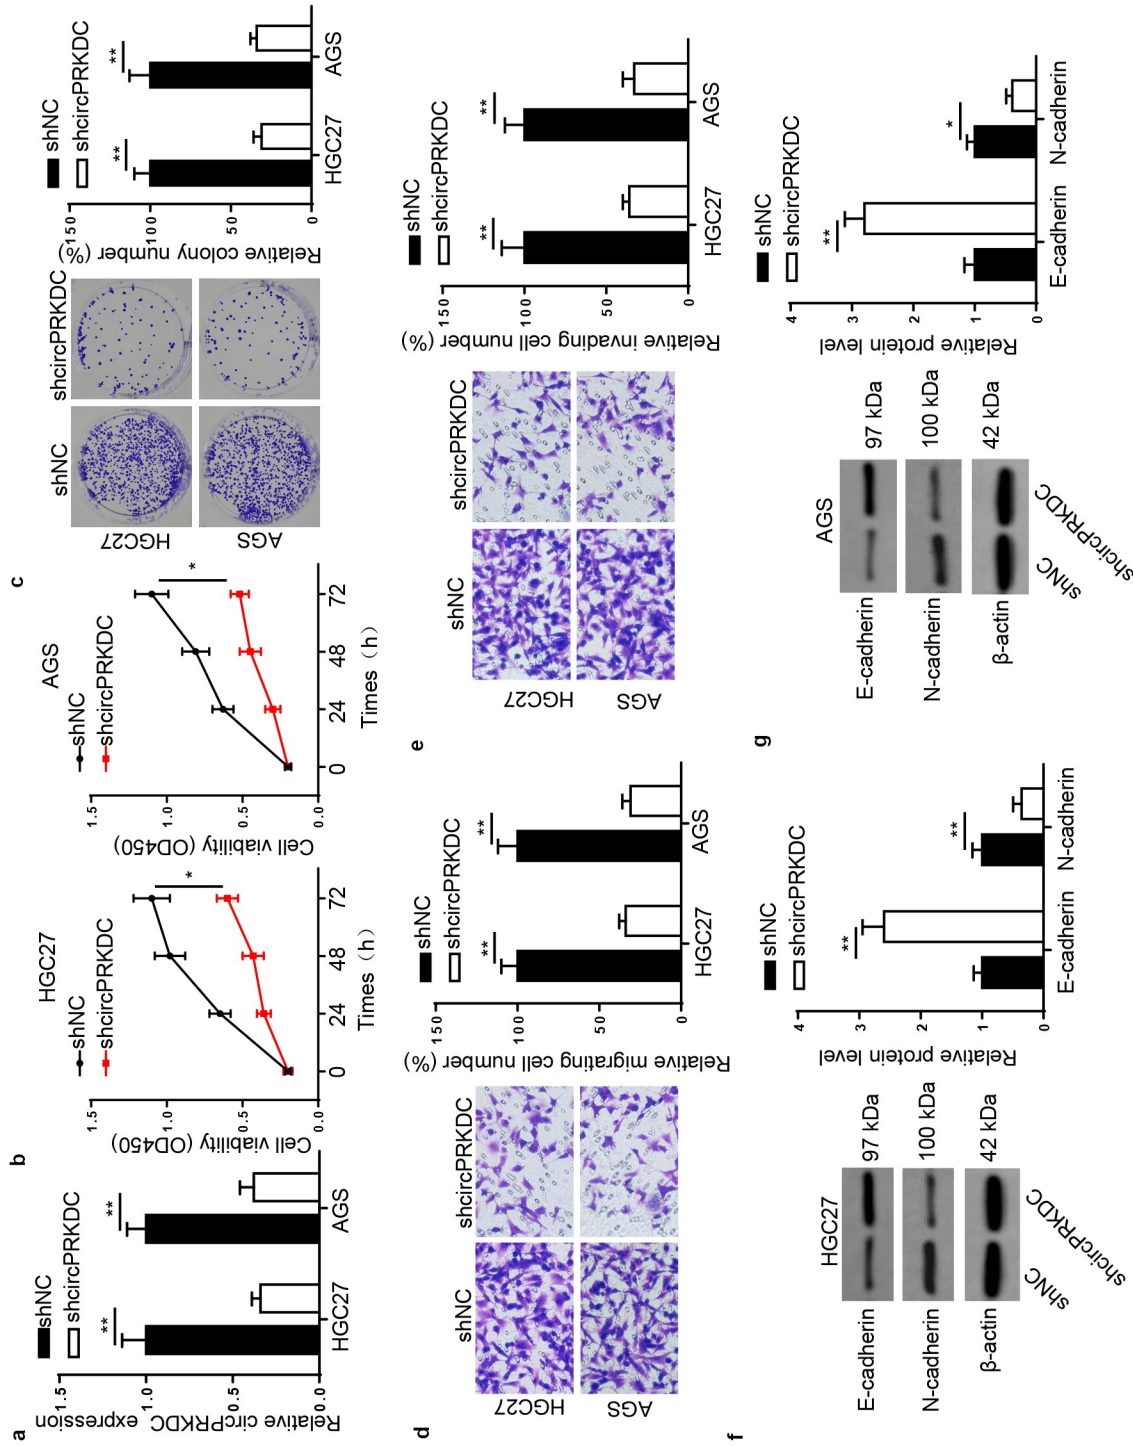 a
Relative circPRKDC
expression
1.5
1.0
0.5
0.0
shNC
shcircPRKDC
**
**
HGC27
AGS
b
HGC27
Cell viability (OD450)
1.5
1.0
0.5
0.0
shNC
shcircPRKDC
*
0
24
48
72
Times (h)
AGS
Cell viability (OD450)
1.5
1.0
0.5
0.0
shNC
shcircPRKDC
*
0
24
48
72
Times (h)
c
shNC
shcircPRKDC
HGC27
AGS
Relative colony number (%)
150
100
50
0
shNC
shcircPRKDC
**
**
HGC27
AGS
d
shNC
shcircPRKDC
HGC27
AGS
Relative migrating cell number (%)
150
100
50
0
shNC
shcircPRKDC
**
**
HGC27
AGS
e
shNC
shcircPRKDC
HGC27
AGS
Relative invading cell number (%)
150
100
50
0
shNC
shcircPRKDC
**
**
HGC27
AGS
f
HGC27
E-cadherin
97 kDa
N-cadherin
100 kDa
β-actin
42 kDa
shNC
shcircPRKDC
Relative protein level
4
3
2
1
0
shNC
shcircPRKDC
**
**
E-cadherin
N-cadherin
g
AGS
E-cadherin
97 kDa
N-cadherin
100 kDa
β-actin
42 kDa
shNC
shcircPRKDC
Relative protein level
4
3
2
1
0
shNC
shcircPRKDC
**
*
E-cadherin
N-cadherin